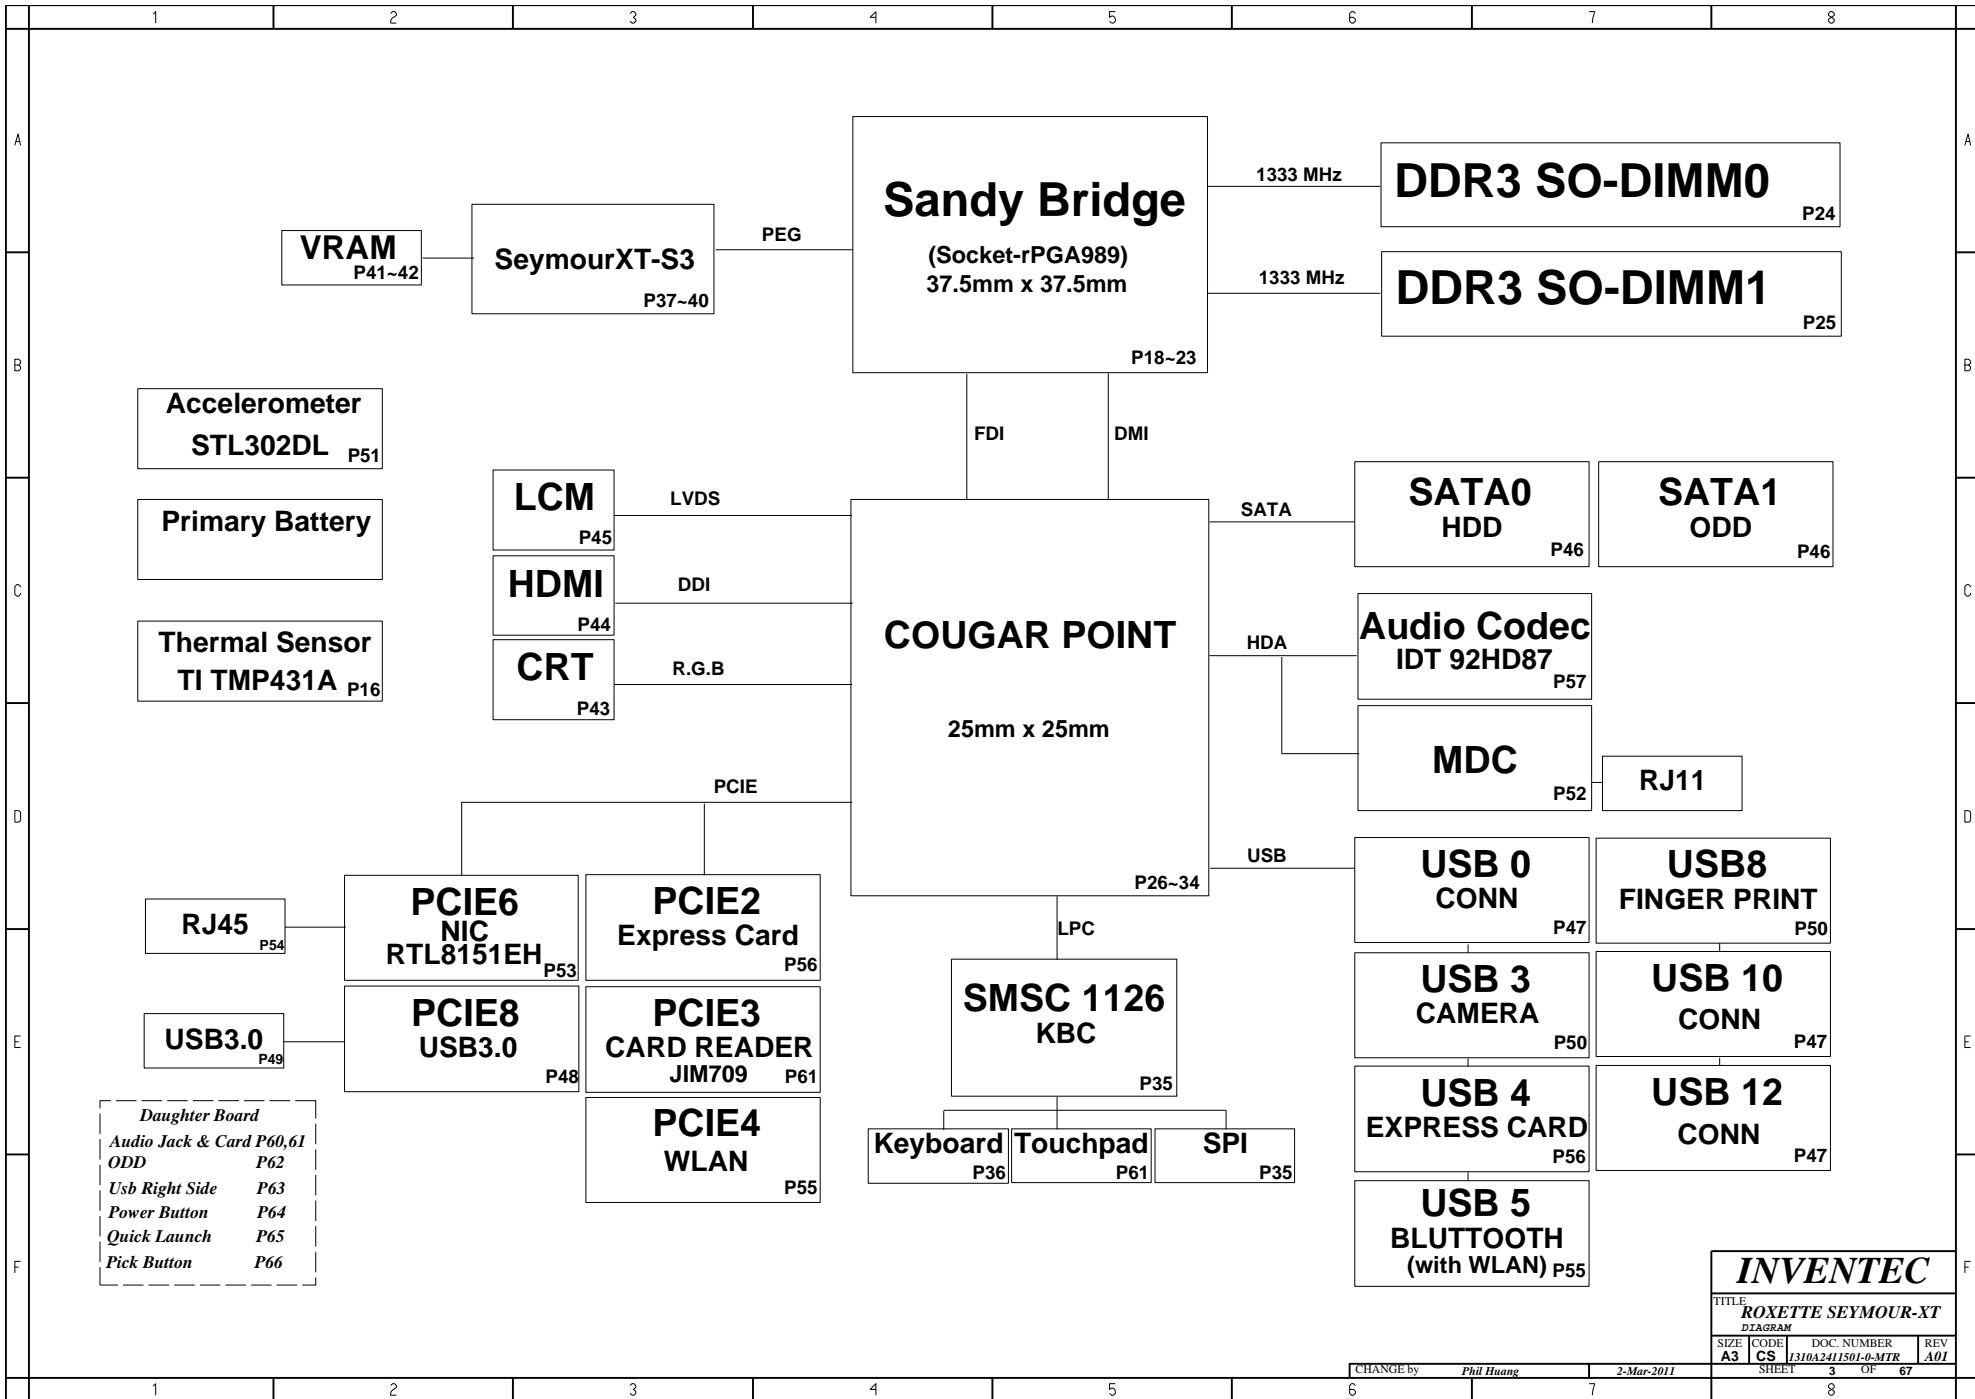 1 2 3 4 5 6 7 8
A
B
C
D
E
F
A
B
C
D
E
F
Sandy Bridge
(Socket-rPGA989)
37.5mm x 37.5mm
P18~23
1333 MHz
DDR3 SO-DIMM0
P24
1333 MHz
DDR3 SO-DIMM1
P25
VRAM
P41~42
SeymourXT-S3
P37~40
PEG
FDI
DMI
Accelerometer
STL302DL P51
Primary Battery
Thermal Sensor
TI TMP431A P16
LCM
P45
LVDS
HDMI
P44
DDI
CRT
P43
R.G.B
COUGAR POINT
25mm x 25mm
P26~34
SATA
SATA0
HDD
P46
SATA1
ODD
P46
HDA
Audio Codec
IDT 92HD87
P57
MDC
P52
RJ11
PCIE
RJ45
P54
PCIE6
NIC
RTL8151EH
P53
PCIE2
Express Card
P56
USB3.0
P49
PCIE8
USB3.0
P48
PCIE3
CARD READER
JIM709 P61
PCIE4
WLAN
P55
LPC
SMSC 1126
KBC
P35
Keyboard
P36
Touchpad
P61
SPI
P35
USB
USB 0
CONN
P47
USB8
FINGER PRINT
P50
USB 3
CAMERA
P50
USB 10
CONN
P47
USB 4
EXPRESS CARD
P56
USB 12
CONN
P47
USB 5
BLUTTOOTH
(with WLAN) P55
Daughter Board
Audio Jack & Card P60,61
ODD P62
Usb Right Side P63
Power Button P64
Quick Launch P65
Pick Button P66
INVENTEC
TITLE
ROXETTE SEYMOUR-XT
DIAGRAM
SIZE CODE DOC. NUMBER REV
A3 CS 1310A2411501-0-MTR A01
CHANGE by Phil Huang 2-Mar-2011 SHEET 3 OF 67
1 2 3 4 5 6 7 8